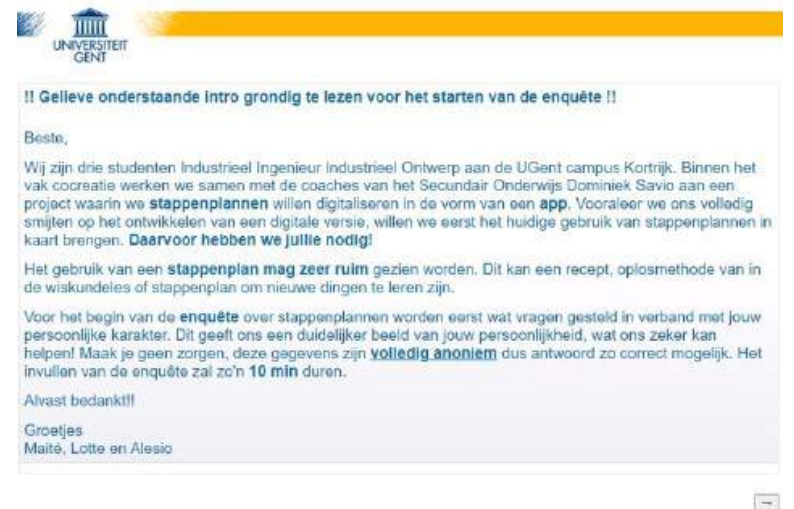 UNIVERSITEIT
GENT
!! Gelieve onderstaande intro grondig te lezen voor het starten van de enquête !!
Beste,
Wij zijn drie studenten Industrieel Ingenieur Industrieel Ontwerp aan de UGent campus Kortrijk. Binnen het
vak cocreatie werken we samen met de coaches van het Secundair Onderwijs Dominiek Savio aan een
project waarin we stappenplannen willen digitaliseren in de vorm van een app. Vooraleer we ons volledig
smijten op het ontwikkelen van een digitale versie, willen we eerst het huidige gebruik van stappenplannen in
kaart brengen. Daarvoor hebben we jullie nodig!
Het gebruik van een stappenplan mag zeer ruim gezien worden. Dit kan een recept, oplosmethode van in
de wiskundeles of stappenplan om nieuwe dingen te leren zijn.
Voor het begin van de enquête over stappenplannen worden eerst wat vragen gesteld in verband met jouw
persoonlijke karakter. Dit geeft ons een duidelijker beeld van jouw persoonlijkheid, wat ons zeker kan
helpen! Maak je geen zorgen, deze gegevens zijn volledig anoniem dus antwoord zo correct mogelijk. Het
invullen van de enquête zal zo'n 10 min duren.
Alvast bedankt!!
Groetjes
Maité, Lotte en Alesio
→